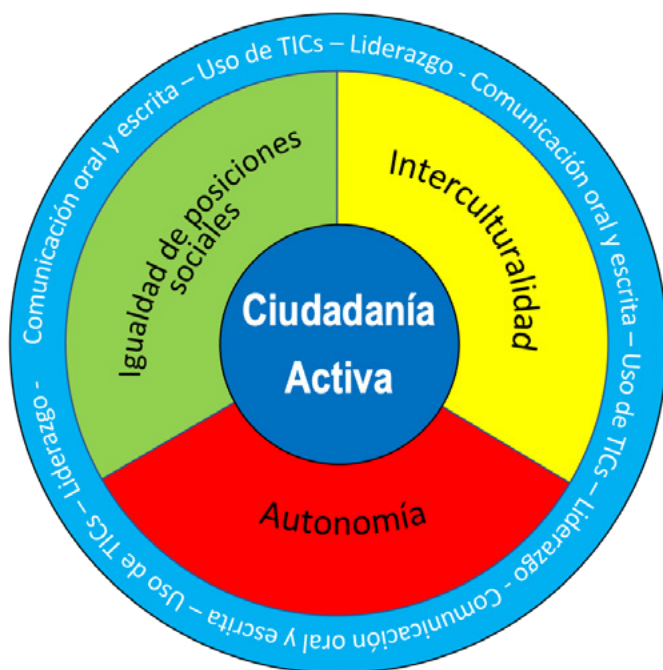 Comunicación oral y escrita – Uso de TICs – Liderazgo - Comunicación oral y escrita – Uso de TICs – Liderazgo - Comunicación oral y escrita – Uso de TICs – Liderazgo -
Igualdad de posiciones
sociales
Interculturalidad
Ciudadanía
Activa
Autonomía